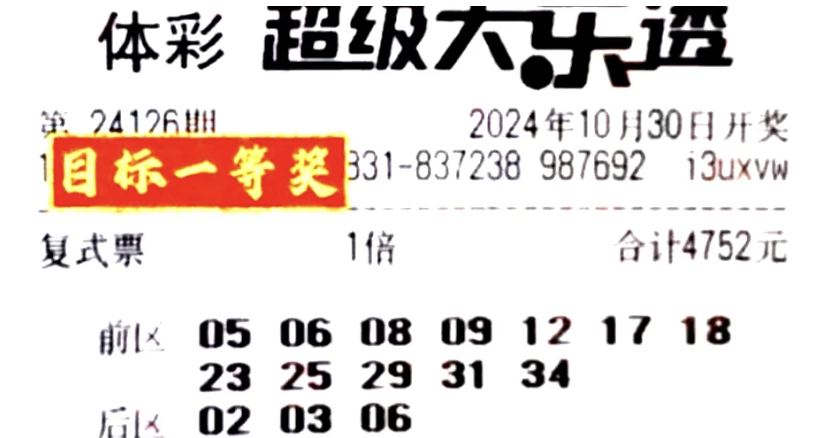 体彩 超级大乐透
第 24126期 2024年10月30日开奖
目标一等奖
331-837238 987692 i3uxvw
复式票 1倍 合计4752元
前区 05 06 08 09 12 17 18
23 25 29 31 34
后区 02 03 06